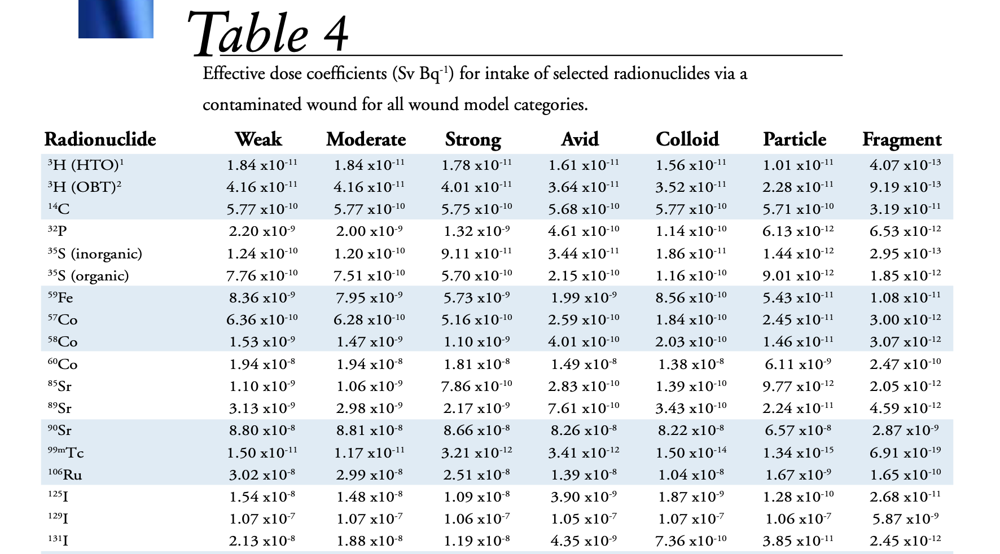 Table 4
Effective dose coefficients (Sv Bq⁻¹) for intake of selected radionuclides via a
contaminated wound for all wound model categories.
Radionuclide Weak Moderate Strong Avid Colloid Particle Fragment
³H (HTO)¹ 1.84 x10⁻¹¹ 1.84 x10⁻¹¹ 1.78 x10⁻¹¹ 1.61 x10⁻¹¹ 1.56 x10⁻¹¹ 1.01 x10⁻¹¹ 4.07 x10⁻¹³
³H (OBT)² 4.16 x10⁻¹¹ 4.16 x10⁻¹¹ 4.01 x10⁻¹¹ 3.64 x10⁻¹¹ 3.52 x10⁻¹¹ 2.28 x10⁻¹¹ 9.19 x10⁻¹³
¹⁴C 5.77 x10⁻¹⁰ 5.77 x10⁻¹⁰ 5.75 x10⁻¹⁰ 5.68 x10⁻¹⁰ 5.77 x10⁻¹⁰ 5.71 x10⁻¹⁰ 3.19 x10⁻¹¹
³²P 2.20 x10⁻⁹ 2.00 x10⁻⁹ 1.32 x10⁻⁹ 4.61 x10⁻¹⁰ 1.14 x10⁻¹⁰ 6.13 x10⁻¹² 6.53 x10⁻¹²
³⁵S (inorganic) 1.24 x10⁻¹⁰ 1.20 x10⁻¹⁰ 9.11 x10⁻¹¹ 3.44 x10⁻¹¹ 1.86 x10⁻¹¹ 1.44 x10⁻¹² 2.95 x10⁻¹³
³⁵S (organic) 7.76 x10⁻¹⁰ 7.51 x10⁻¹⁰ 5.70 x10⁻¹⁰ 2.15 x10⁻¹⁰ 1.16 x10⁻¹⁰ 9.01 x10⁻¹² 1.85 x10⁻¹²
⁵⁹Fe 8.36 x10⁻⁹ 7.95 x10⁻⁹ 5.73 x10⁻⁹ 1.99 x10⁻⁹ 8.56 x10⁻¹⁰ 5.43 x10⁻¹¹ 1.08 x10⁻¹¹
⁵⁷Co 6.36 x10⁻¹⁰ 6.28 x10⁻¹⁰ 5.16 x10⁻¹⁰ 2.59 x10⁻¹⁰ 1.84 x10⁻¹⁰ 2.45 x10⁻¹¹ 3.00 x10⁻¹²
⁵⁸Co 1.53 x10⁻⁹ 1.47 x10⁻⁹ 1.10 x10⁻⁹ 4.01 x10⁻¹⁰ 2.03 x10⁻¹⁰ 1.46 x10⁻¹¹ 3.07 x10⁻¹²
⁶⁰Co 1.94 x10⁻⁸ 1.94 x10⁻⁸ 1.81 x10⁻⁸ 1.49 x10⁻⁸ 1.38 x10⁻⁸ 6.11 x10⁻⁹ 2.47 x10⁻¹⁰
⁸⁵Sr 1.10 x10⁻⁹ 1.06 x10⁻⁹ 7.86 x10⁻¹⁰ 2.83 x10⁻¹⁰ 1.39 x10⁻¹⁰ 9.77 x10⁻¹² 2.05 x10⁻¹²
⁸⁹Sr 3.13 x10⁻⁹ 2.98 x10⁻⁹ 2.17 x10⁻⁹ 7.61 x10⁻¹⁰ 3.43 x10⁻¹⁰ 2.24 x10⁻¹¹ 4.59 x10⁻¹²
⁹⁰Sr 8.80 x10⁻⁸ 8.81 x10⁻⁸ 8.66 x10⁻⁸ 8.26 x10⁻⁸ 8.22 x10⁻⁸ 6.57 x10⁻⁸ 2.87 x10⁻⁹
⁹⁹ᵐTc 1.50 x10⁻¹¹ 1.17 x10⁻¹¹ 3.21 x10⁻¹² 3.41 x10⁻¹² 1.50 x10⁻¹⁴ 1.34 x10⁻¹⁵ 6.91 x10⁻¹⁹
¹⁰⁶Ru 3.02 x10⁻⁸ 2.99 x10⁻⁸ 2.51 x10⁻⁸ 1.39 x10⁻⁸ 1.04 x10⁻⁸ 1.67 x10⁻⁹ 1.65 x10⁻¹⁰
¹²⁵I 1.54 x10⁻⁸ 1.48 x10⁻⁸ 1.09 x10⁻⁸ 3.90 x10⁻⁹ 1.87 x10⁻⁹ 1.28 x10⁻¹⁰ 2.68 x10⁻¹¹
¹²⁹I 1.07 x10⁻⁷ 1.07 x10⁻⁷ 1.06 x10⁻⁷ 1.05 x10⁻⁷ 1.07 x10⁻⁷ 1.06 x10⁻⁷ 5.87 x10⁻⁹
¹³¹I 2.13 x10⁻⁸ 1.88 x10⁻⁸ 1.19 x10⁻⁸ 4.35 x10⁻⁹ 7.36 x10⁻¹⁰ 3.85 x10⁻¹¹ 2.45 x10⁻¹²